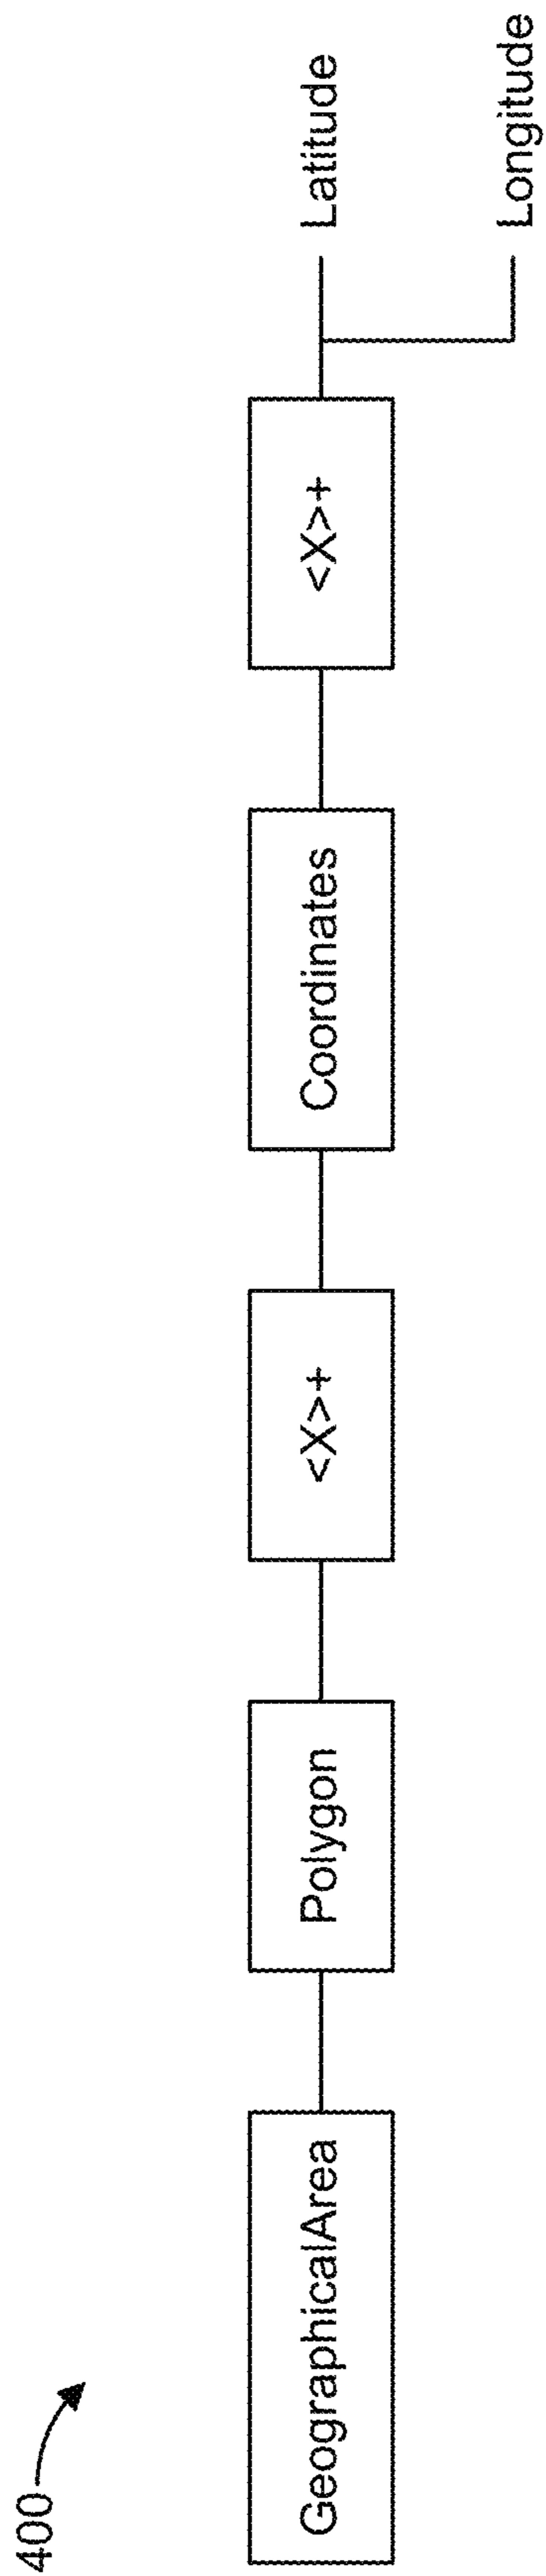 400
GeographicalArea
Polygon
<X>+
Coordinates
<X>+
Latitude
Longitude